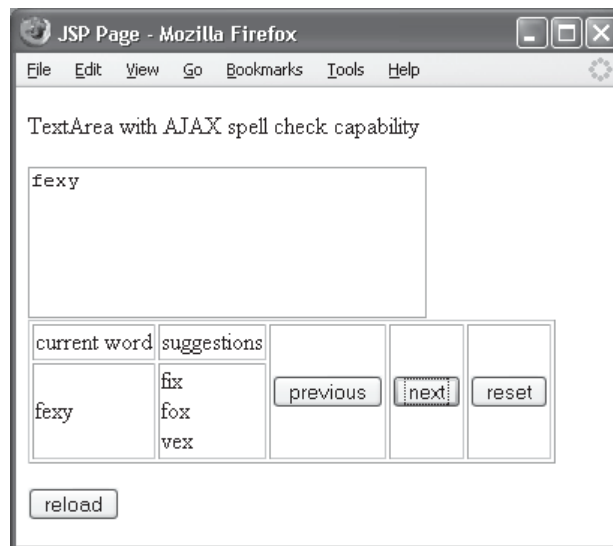 JSP Page - Mozilla Firefox
File Edit View Go Bookmarks Tools Help
TextArea with AJAX spell check capability
fexy
current word suggestions
previous next reset
fexy
fix
fox
vex
reload